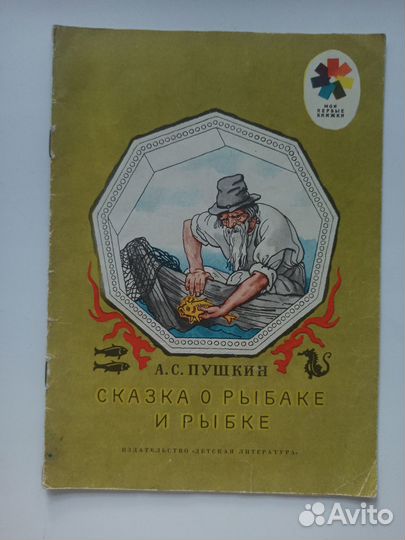 МОИ
ПЕРВЫЕ
КНИЖКИ
А.С. ПУШКИН
СКАЗКА О РЫБАКЕ
И РЫБКЕ
ИЗДАТЕЛЬСТВО «ДЕТСКАЯ ЛИТЕРАТУРА»
Avito